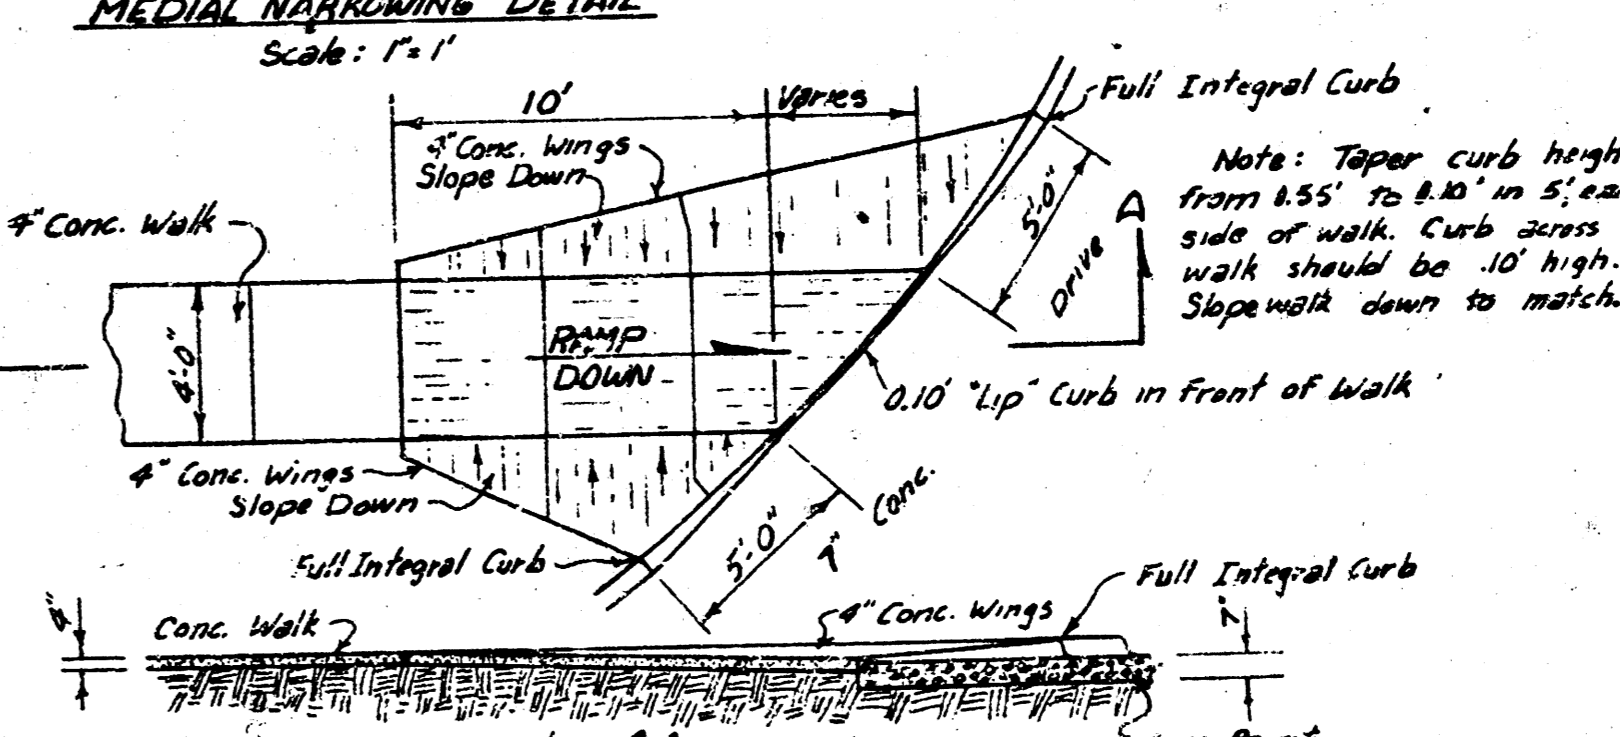 MEDIAL NARROWING DETAIL
Scale: 1"= 1'
10'
Varies
Full Integral Curb
4" Conc. Wings
Slope Down
4" Conc. Walk
Note: Taper curb heigh
from 0.55' to 0.10' in 5', ea
side of walk. Curb across
walk should be .10' high.
Slope walk down to match.
5'-0"
Drive
A
4'-0"
RAMP
DOWN
0.10' "Lip" Curb in front of Walk
4" Conc. Wings
Slope Down
Conc.
5'-0"
Full Integral Curb
Full Integral Curb
4"
Conc. Walk
4" Conc. Wings
7"